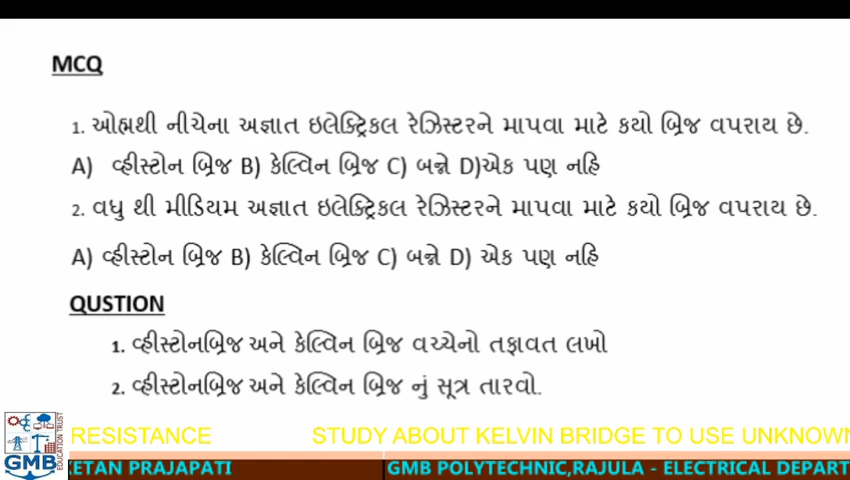 MCQ
1. ઓહ્મથી નીચેના અજ્ઞાત ઇલેક્ટ્રિકલ રેઝિસ્ટરને માપવા માટે કયો બ્રિજ વપરાય છે.
A) વ્હીસ્ટોન બ્રિજ B) કેલ્વિન બ્રિજ C) બન્ને D)એક પણ નહિ
2. વધુ થી મીડિયમ અજ્ઞાત ઇલેક્ટ્રિકલ રેઝિસ્ટરને માપવા માટે કયો બ્રિજ વપરાય છે.
A) વ્હીસ્ટોન બ્રિજ B) કેલ્વિન બ્રિજ C) બન્ને D) એક પણ નહિ
QUSTION
1. વ્હીસ્ટોનબ્રિજ અને કેલ્વિન બ્રિજ વચ્ચેનો તફાવત લખો
2. વ્હીસ્ટોનબ્રિજ અને કેલ્વિન બ્રિજ નું સૂત્ર તારવો.
RESISTANCE STUDY ABOUT KELVIN BRIDGE TO USE UNKNOWN
KETAN PRAJAPATI GMB POLYTECHNIC,RAJULA - ELECTRICAL DEPART
GMB
EDUCATION TRUST